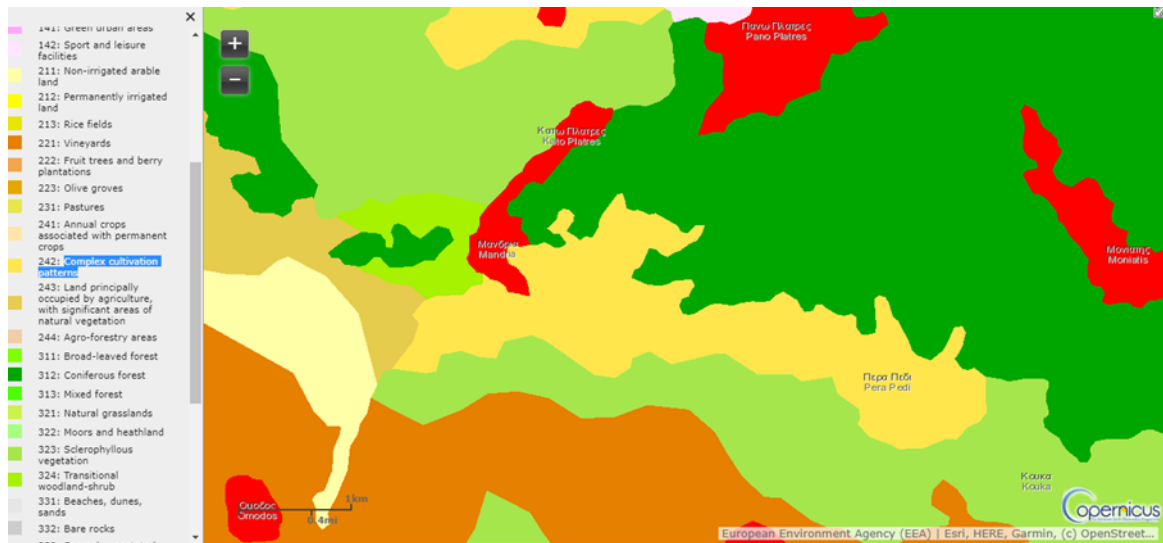 141: Green urban areas
142: Sport and leisure
facilities
211: Non-irrigated arable
land
212: Permanently irrigated
land
213: Rice fields
221: Vineyards
222: Fruit trees and berry
plantations
223: Olive groves
231: Pastures
241: Annual crops
associated with permanent
crops
242: Complex cultivation
patterns
243: Land principally
occupied by agriculture,
with significant areas of
natural vegetation
244: Agro-forestry areas
311: Broad-leaved forest
312: Coniferous forest
313: Mixed forest
321: Natural grasslands
322: Moors and heathland
323: Sclerophyllous
vegetation
324: Transitional
woodland-shrub
331: Beaches, dunes,
sands
332: Bare rocks
+
−
Πανω Πλατρες
Pano Platres
Κατω Πλατρες
Kato Platres
Μανδρια
Mandria
Μονιατης
Moniatis
Περα Πεδι
Pera Pedi
Κουκα
Kouka
Ομοδος
Omodos
1km
0.4mi
Copernicus
European Environment Agency (EEA) | Esri, HERE, Garmin, (c) OpenStreet...